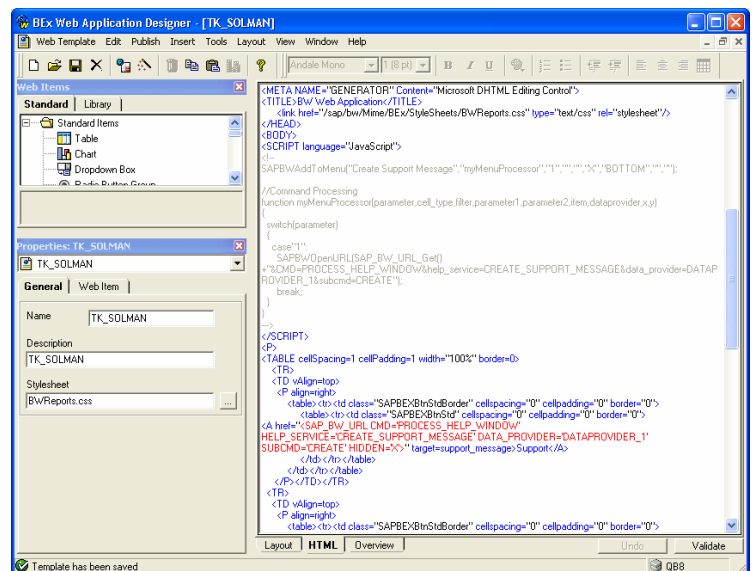 BEx Web Application Designer - [TK_SOLMAN]
Web Template Edit Publish Insert Tools Layout View Window Help
Andale Mono 1 (8 pt) B I U
Web Items
Standard Library
Standard Items
Table
Chart
Dropdown Box
Radio Button Group
Properties: TK_SOLMAN
TK_SOLMAN
General Web Item
Name TK_SOLMAN
Description
TK_SOLMAN
Stylesheet
BWReports.css ...
<META NAME="GENERATOR" Content="Microsoft DHTML Editing Control">
<TITLE>BW Web Application</TITLE>
<link href="/sap/bw/Mime/BEx/StyleSheets/BWReports.css" type="text/css" rel="stylesheet"/>
</HEAD>
<BODY>
<SCRIPT language="JavaScript">
<!--
SAPBWAddToMenu("Create Support Message","myMenuProcessor","1","","","X","BOTTOM","","");
//Command Processing
function myMenuProcessor(parameter,cell_type,filter,parameter1,parameter2,item,dataprovider,x,y)
{
switch(parameter)
{
case"1":
SAPBWOpenURL(SAP_BW_URL_Get()
+"&CMD=PROCESS_HELP_WINDOW&help_service=CREATE_SUPPORT_MESSAGE&data_provider=DATAP
ROVIDER_1&subcmd=CREATE");
break;
}
}
-->
</SCRIPT>
<P>
<TABLE cellSpacing=1 cellPadding=1 width="100%" border=0>
<TR>
<TD vAlign=top>
<P align=right>
<table><tr><td class="SAPBEXBtnStdBorder" cellspacing="0" cellpadding="0" border="0">
<table><tr><td class="SAPBEXBtnStd" cellspacing="0" cellpadding="0" border="0">
<A href="<SAP_BW_URL CMD='PROCESS_HELP_WINDOW'
HELP_SERVICE='CREATE_SUPPORT_MESSAGE' DATA_PROVIDER='DATAPROVIDER_1'
SUBCMD='CREATE' HIDDEN='X'>" target=support_message>Support</A>
</td></tr></table>
</td></tr></table>
</P></TD></TR>
<TR>
<TD vAlign=top>
<P align=right>
<table><tr><td class="SAPBEXBtnStdBorder" cellspacing="0" cellpadding="0" border="0">
Layout HTML Overview Undo Validate
Template has been saved QB8